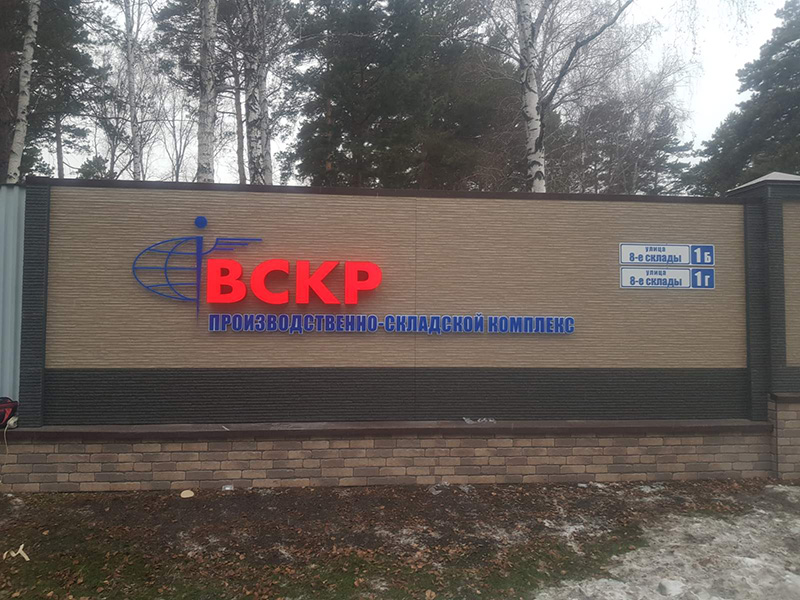 ВСКР
ПРОИЗВОДСТВЕННО-СКЛАДСКОЙ КОМПЛЕКС
улица
8-е склады 1Б
улица
8-е склады 1Г